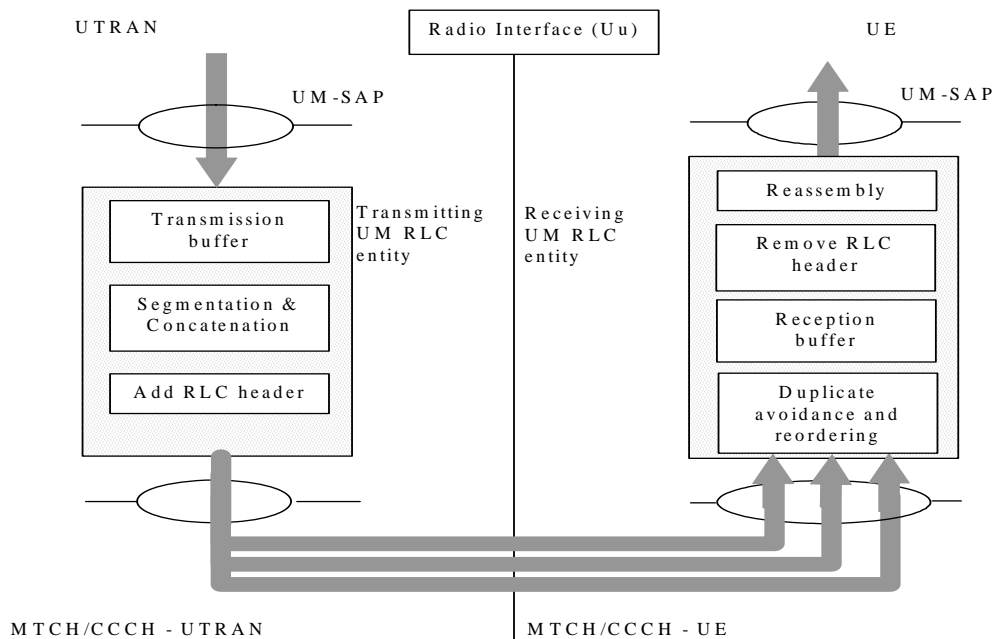 UTRAN
Radio Interface (Uu)
UE
UM-SAP
UM-SAP
Transmission
buffer
Segmentation &
Concatenation
Add RLC header
Transmitting
UM RLC
entity
Receiving
UM RLC
entity
Reassembly
Remove RLC
header
Reception
buffer
Duplicate
avoidance and
reordering
MTCH/CCCH - UTRAN
MTCH/CCCH - UE